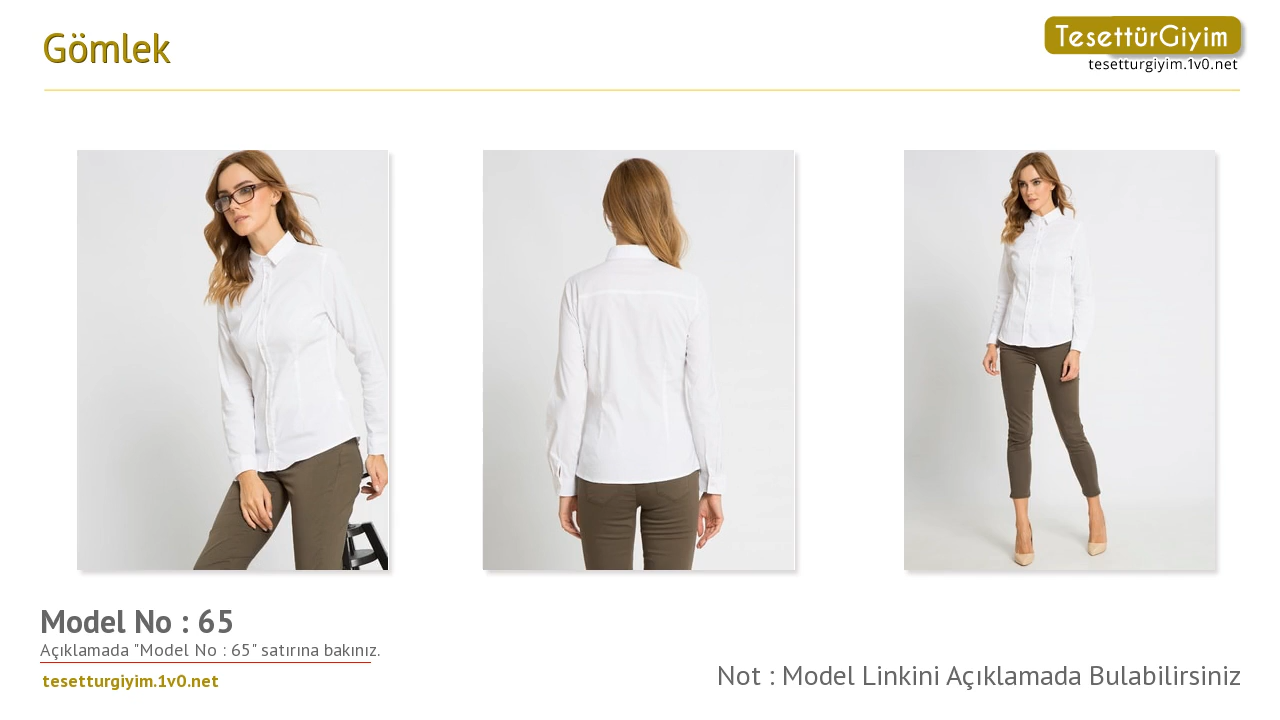 Gömlek
TesettürGiyim
tesetturgiyim.1v0.net
Model No : 65
Açıklamada "Model No : 65" satırına bakınız.
tesetturgiyim.1v0.net
Not : Model Linkini Açıklamada Bulabilirsiniz